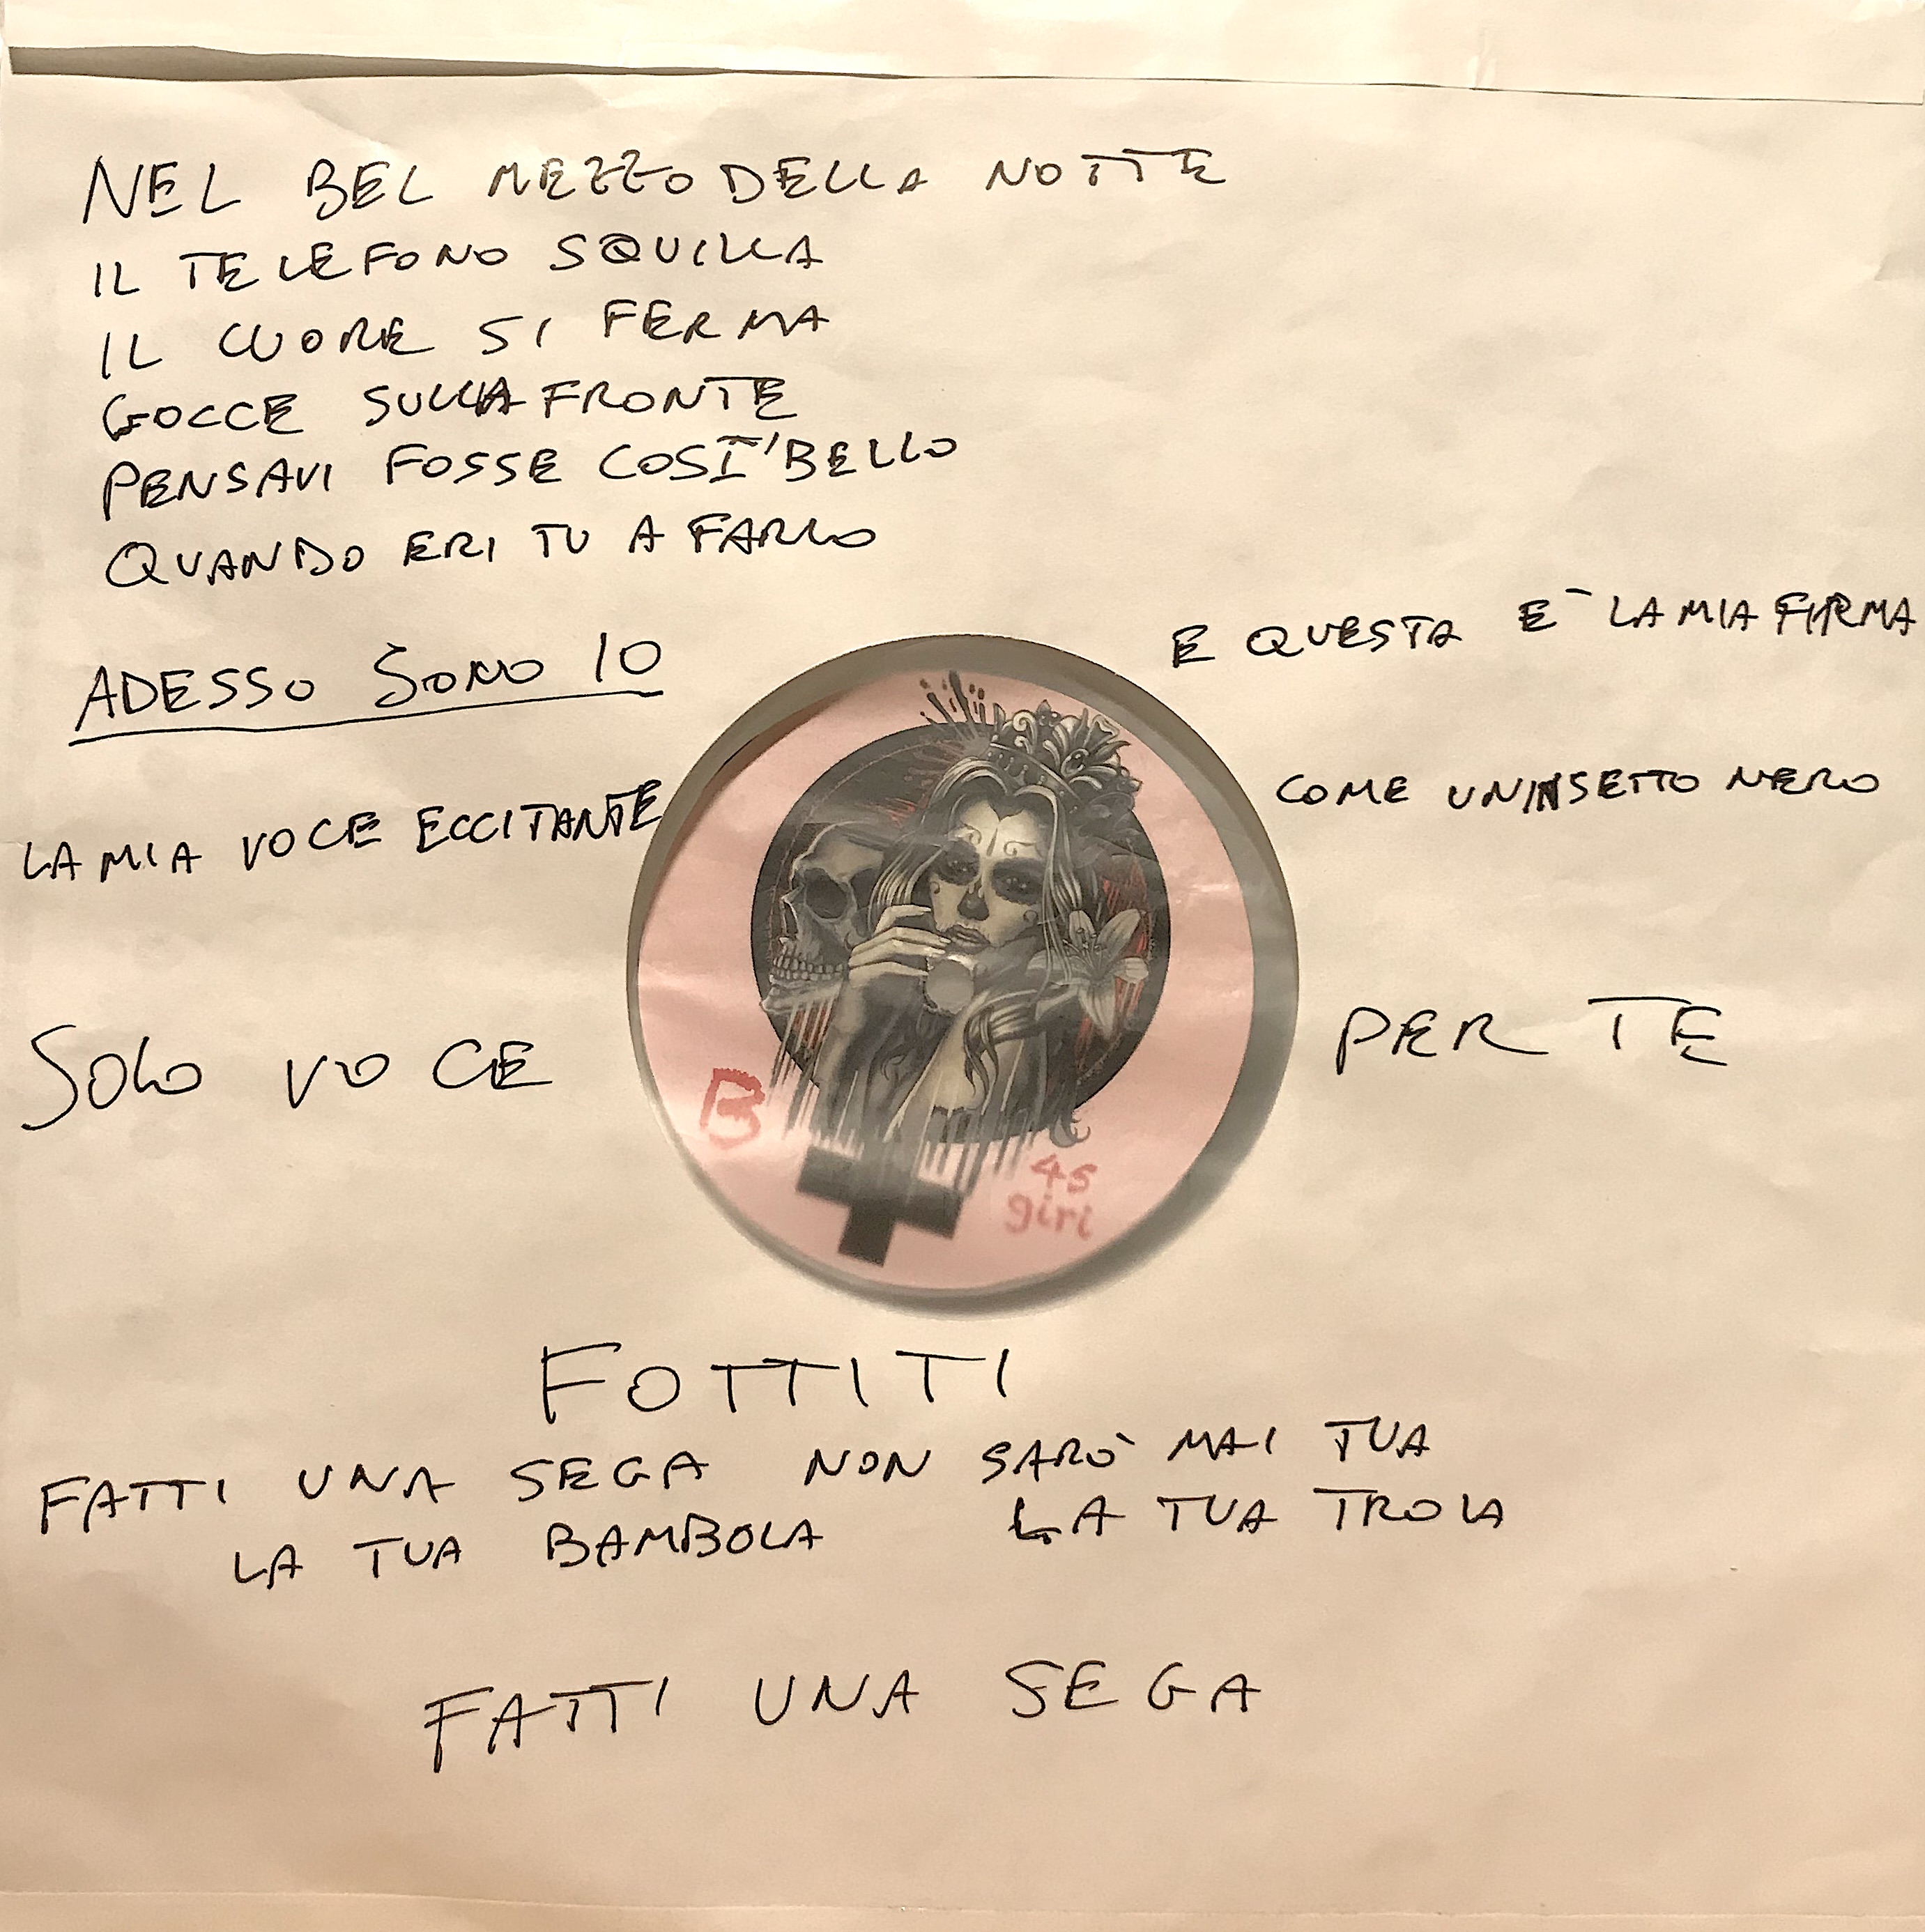 NEL BEL MEZZO DELLA NOTTE
IL TELEFONO SQUILLA
IL CUORE SI FERMA
GOCCE SULLA FRONTE
PENSAVI FOSSE COSI' BELLO
QUANDO ERI TU A FARLO
ADESSO SONO IO
E QUESTA E` LA MIA FIRMA
LA MIA VOCE ECCITANTE
COME UN INSETTO NERO
SOLO VOCE
PER TE
B
45
giri
FOTTITI
FATTI UNA SEGA NON SARÒ MAI TUA
LA TUA BAMBOLA LA TUA TROIA
FATTI UNA SEGA